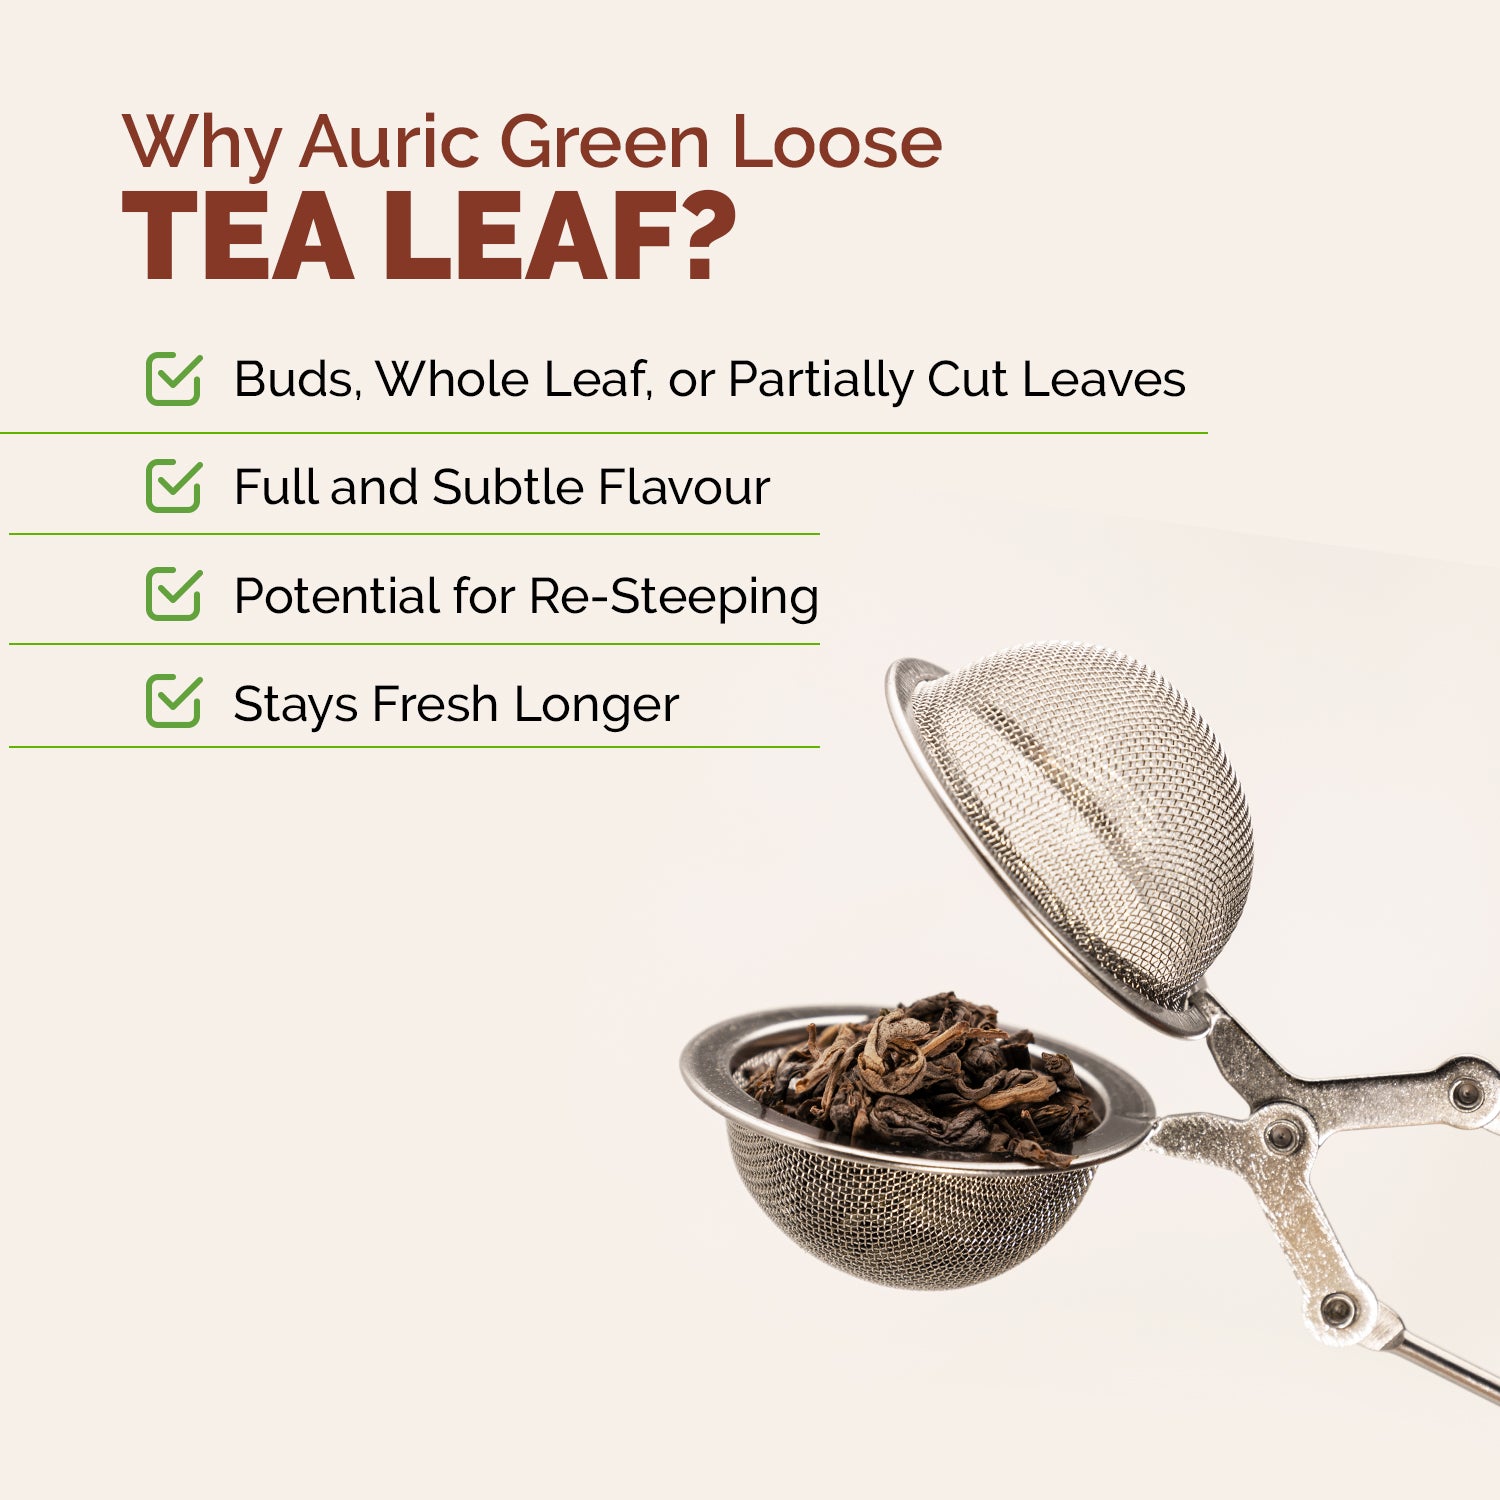 Why Auric Green Loose
TEA LEAF?
Buds, Whole Leaf, or Partially Cut Leaves
Full and Subtle Flavour
Potential for Re-Steeping
Stays Fresh Longer